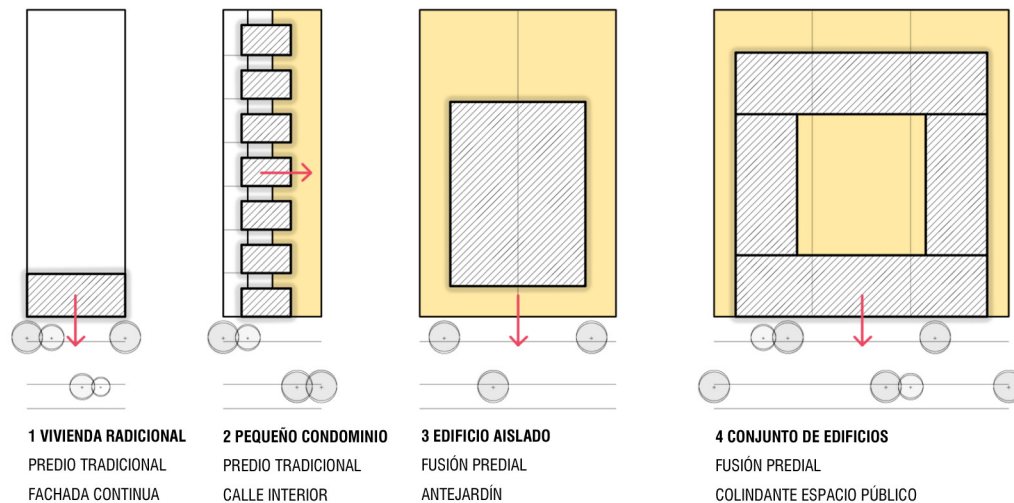 1 VIVIENDA RADICIONAL
PREDIO TRADICIONAL
FACHADA CONTINUA
2 PEQUEÑO CONDOMINIO
PREDIO TRADICIONAL
CALLE INTERIOR
3 EDIFICIO AISLADO
FUSIÓN PREDIAL
ANTEJARDÍN
4 CONJUNTO DE EDIFICIOS
FUSIÓN PREDIAL
COLINDANTE ESPACIO PÚBLICO